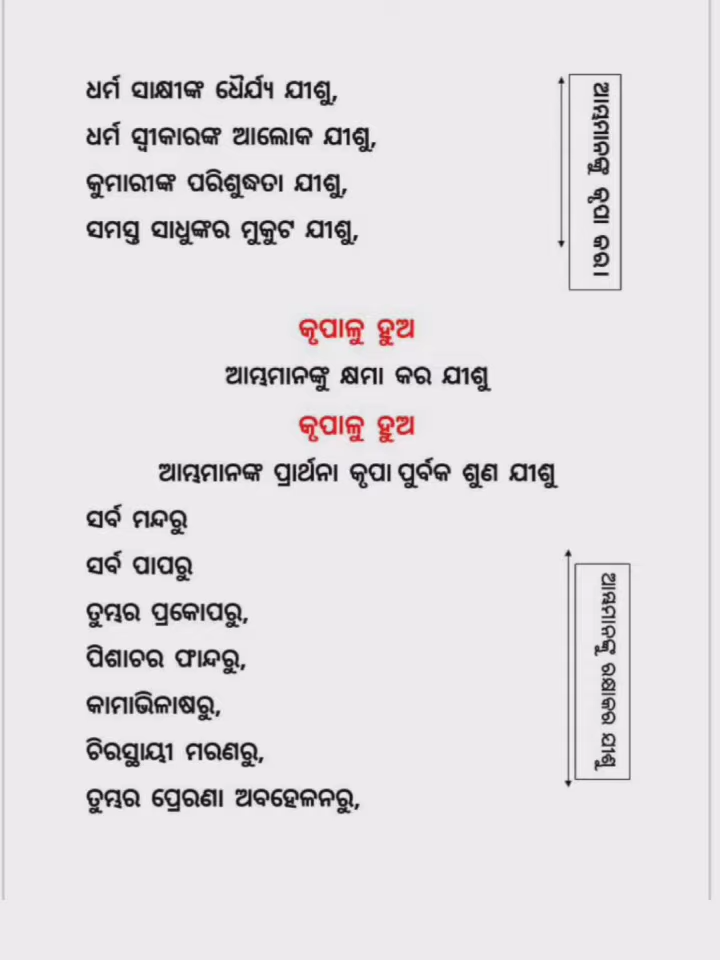 ଧର୍ମ ସାକ୍ଷୀଙ୍କ ଧୈର୍ଯ୍ୟ ଯୀଶୁ,
ଧର୍ମ ସ୍ଵୀକାରଙ୍କ ଆଲୋକ ଯୀଶୁ,
କୁମାରୀଙ୍କ ପରିଶୁଦ୍ଧତା ଯୀଶୁ,
ସମସ୍ତ ସାଧୁଙ୍କର ମୁକୁଟ ଯୀଶୁ,
ଆମ୍ଭମାନଙ୍କୁ କୃପା କର।
କୃପାଳୁ ହୁଅ
ଆମ୍ଭମାନଙ୍କୁ କ୍ଷମା କର ଯୀଶୁ
କୃପାଳୁ ହୁଅ
ଆମ୍ଭମାନଙ୍କ ପ୍ରାର୍ଥନା କୃପା ପୁର୍ବକ ଶୁଣ ଯୀଶୁ
ସର୍ବ ମନ୍ଦରୁ
ସର୍ବ ପାପରୁ
ତୁମ୍ଭର ପ୍ରକୋପରୁ,
ପିଶାଚର ଫାନ୍ଦରୁ,
କାମାଭିଳାଷରୁ,
ଚିରସ୍ଥାୟୀ ମରଣରୁ,
ତୁମ୍ଭର ପ୍ରେରଣା ଅବହେଳନରୁ,
ଆମ୍ଭମାନଙ୍କୁ ରକ୍ଷାକର ଯୀଶୁ